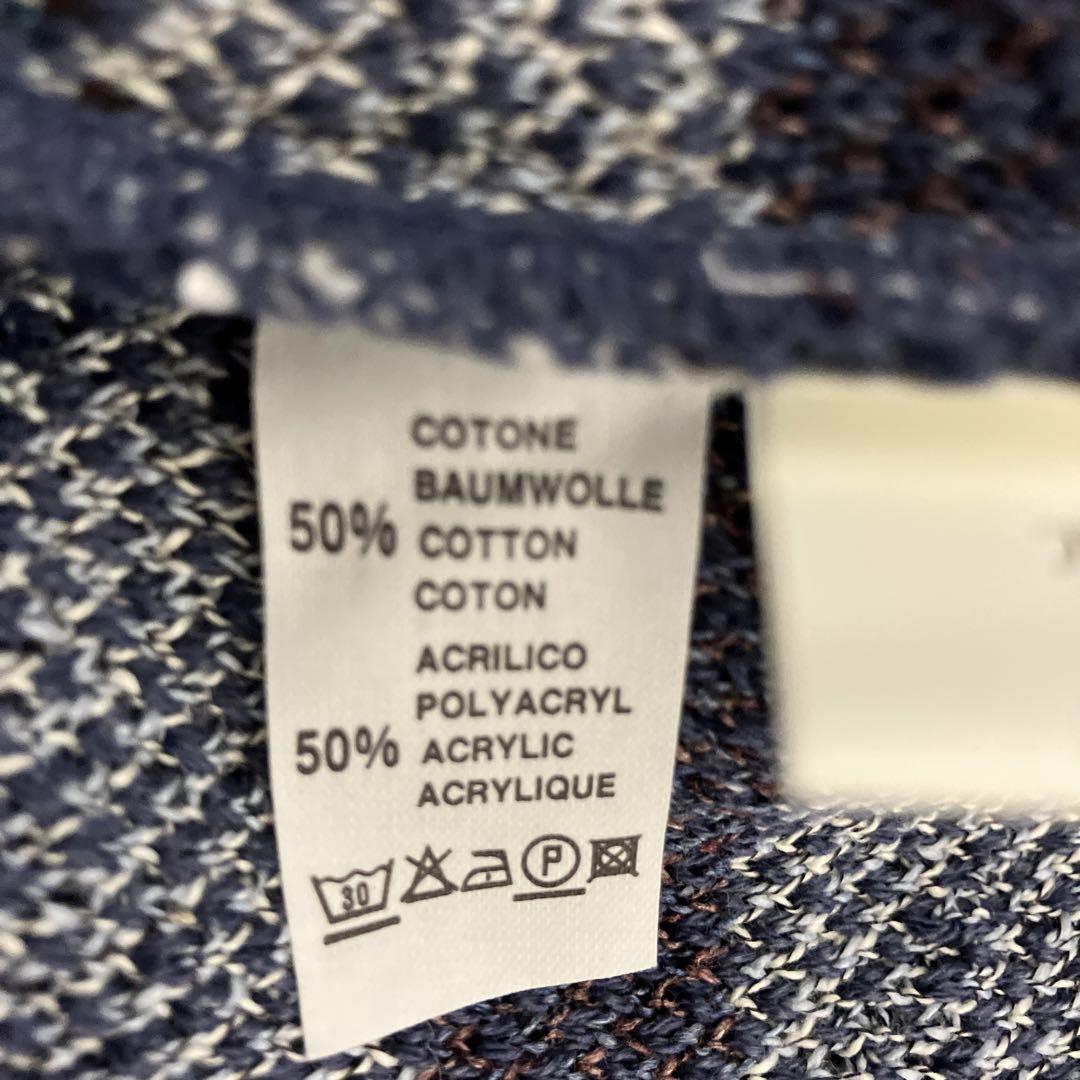 COTONE
BAUMWOLLE
50% COTTON
COTON
ACRILICO
POLYACRYL
50% ACRYLIC
ACRYLIQUE
30 P